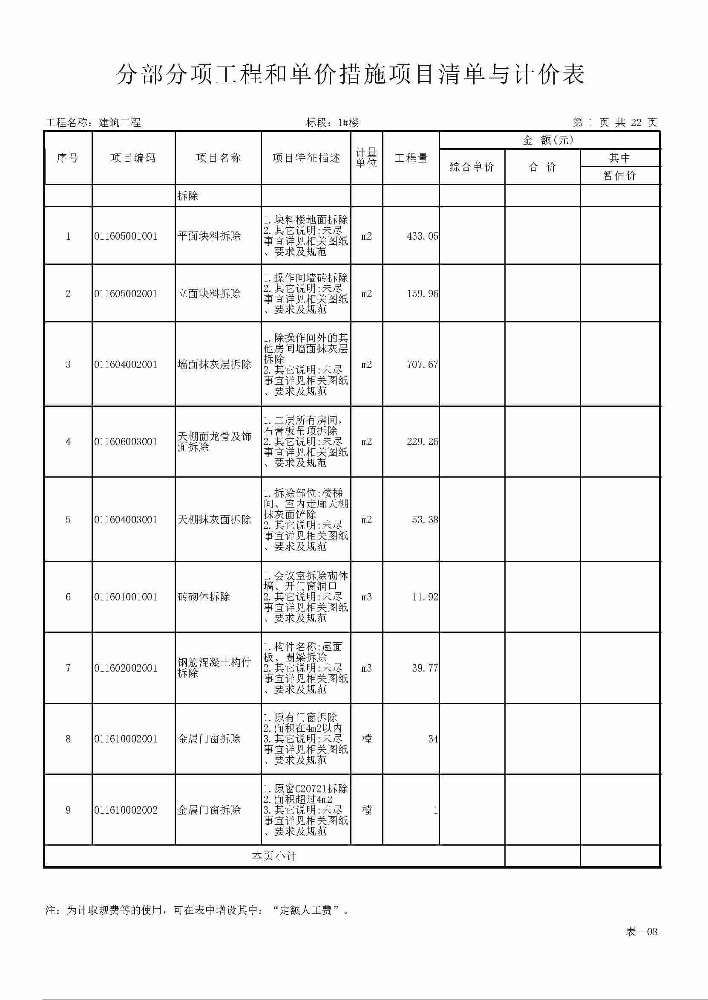 分部分项工程和单价措施项目清单与计价表
工程名称：建筑工程 标段：1#楼 第 1 页 共 22 页
序号 项目编码 项目名称 项目特征描述 计量单位 工程量 金 额(元)
综合单价 合 价 其中
暂估价
拆除
1 011605001001 平面块料拆除 m2 433.05
1.块料楼地面拆除
2.其它说明:未尽
事宜详见相关图纸
、要求及规范
2 011605002001 立面块料拆除 m2 159.96
1.操作间墙砖拆除
2.其它说明:未尽
事宜详见相关图纸
、要求及规范
3 011604002001 墙面抹灰层拆除 m2 707.67
1.除操作间外的其
他房间墙面抹灰层
拆除
2.其它说明:未尽
事宜详见相关图纸
、要求及规范
4 011606003001 天棚面龙骨及饰
面拆除 m2 229.26
1.二层所有房间，
石膏板吊顶拆除
2.其它说明:未尽
事宜详见相关图纸
、要求及规范
5 011604003001 天棚抹灰面拆除 m2 53.38
1.拆除部位:楼梯
间、室内走廊天棚
抹灰面铲除
2.其它说明:未尽
事宜详见相关图纸
、要求及规范
6 011601001001 砖砌体拆除 m3 11.92
1.会议室拆除砌体
墙、开门窗洞口
2.其它说明:未尽
事宜详见相关图纸
、要求及规范
7 011602002001 钢筋混凝土构件
拆除 m3 39.77
1.构件名称:屋面
板、圈梁拆除
2.其它说明:未尽
事宜详见相关图纸
、要求及规范
8 011610002001 金属门窗拆除 樘 34
1.原有门窗拆除
2.面积在4m2以内
3.其它说明:未尽
事宜详见相关图纸
、要求及规范
9 011610002002 金属门窗拆除 樘 1
1.原窗C20721拆除
2.面积超过4m2
3.其它说明:未尽
事宜详见相关图纸
、要求及规范
本页小计
注：为计取规费等的使用，可在表中增设其中：“定额人工费”。
表—08